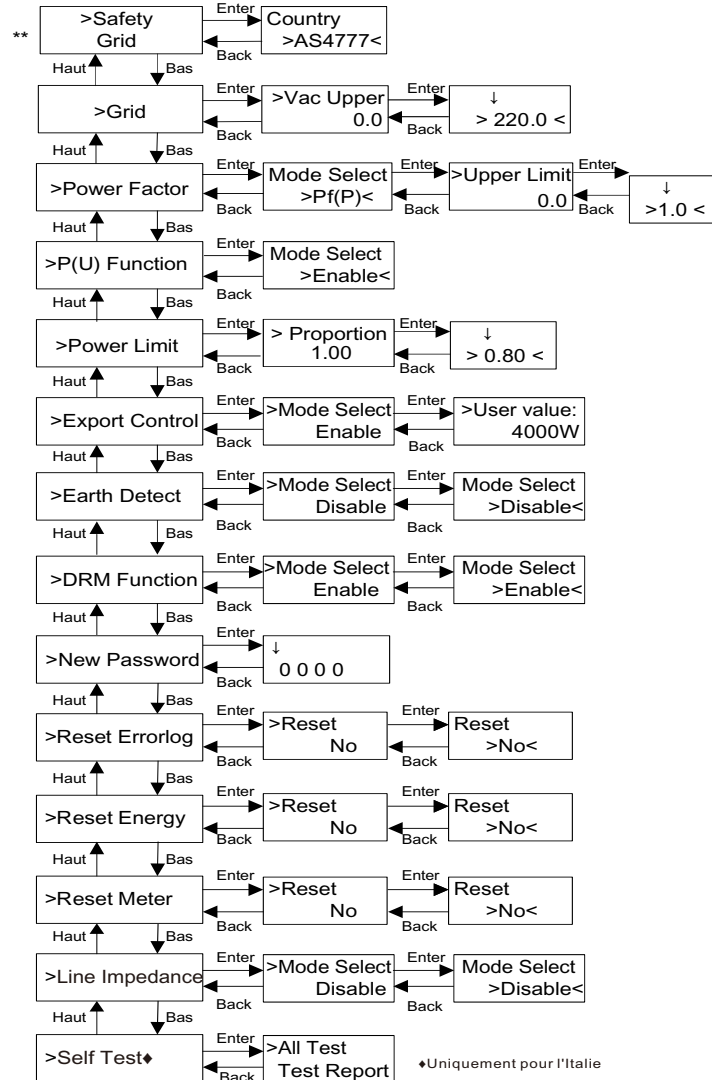 **
>Safety
Grid
Enter
Back
Country
>AS4777<
Haut
Bas
>Grid
Enter
Back
>Vac Upper
0.0
Enter
Back
↓
> 220.0 <
Haut
Bas
>Power Factor
Enter
Back
Mode Select
>Pf(P)<
Enter
Back
>Upper Limit
0.0
Enter
Back
↓
>1.0 <
Haut
Bas
>P(U) Function
Enter
Back
Mode Select
>Enable<
Haut
Bas
>Power Limit
Enter
Back
> Proportion
1.00
Enter
Back
↓
> 0.80 <
Haut
Bas
>Export Control
Enter
Back
>Mode Select
Enable
Enter
Back
>User value:
4000W
Haut
Bas
>Earth Detect
Enter
Back
>Mode Select
Disable
Enter
Back
Mode Select
>Disable<
Haut
Bas
>DRM Function
Enter
Back
>Mode Select
Enable
Enter
Back
Mode Select
>Enable<
Haut
Bas
>New Password
Enter
Back
↓
0 0 0 0
Haut
Bas
>Reset Errorlog
Enter
Back
>Reset
No
Enter
Back
Reset
>No<
Haut
Bas
>Reset Energy
Enter
Back
>Reset
No
Enter
Back
Reset
>No<
Haut
Bas
>Reset Meter
Enter
Back
>Reset
No
Enter
Back
Reset
>No<
Haut
Bas
>Line Impedance
Enter
Back
>Mode Select
Disable
Enter
Back
Mode Select
>Disable<
Haut
Bas
>Self Test♦
Enter
Back
>All Test
Test Report
♦Uniquement pour l'Italie